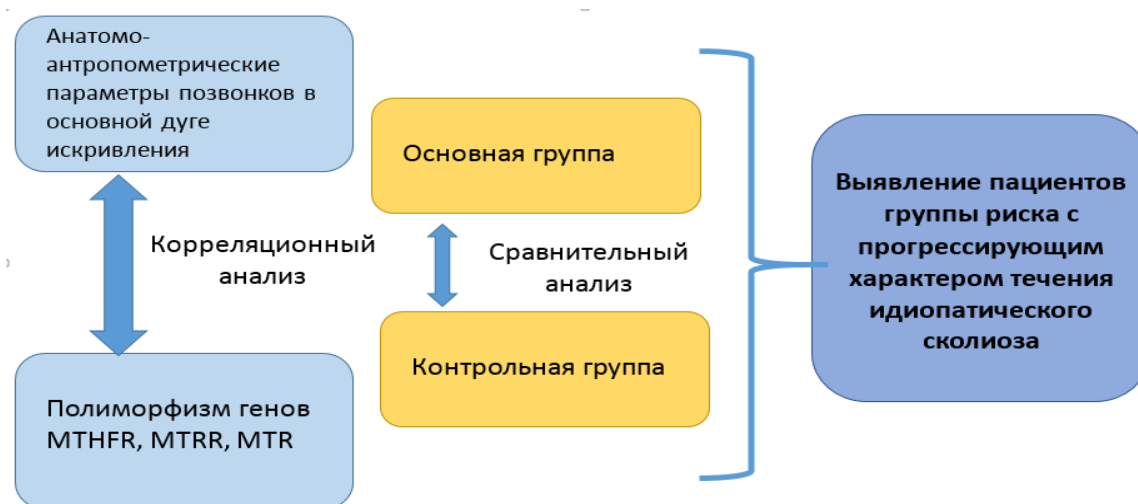 Анатомо-
антропометрические
параметры позвонков в
основной дуге
искривления
Корреляционный
анализ
Полиморфизм генов
MTHFR, MTRR, MTR
Основная группа
Сравнительный
анализ
Контрольная группа
Выявление пациентов
группы риска с
прогрессирующим
характером течения
идиопатического
сколиоза